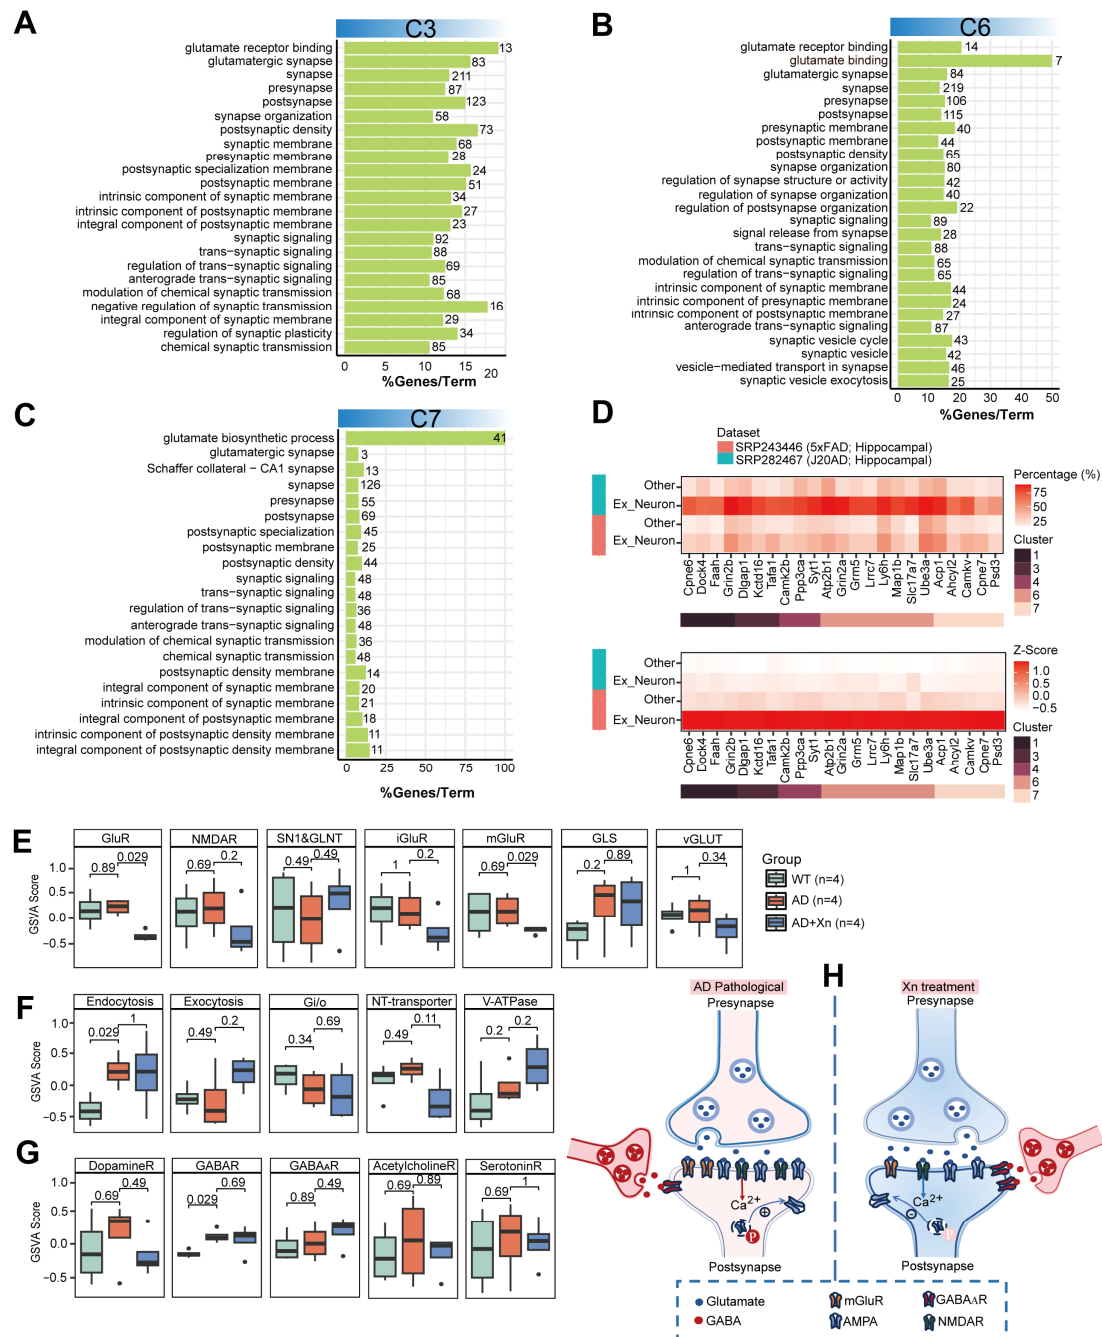 A
C3
glutamate receptor binding 13
glutamatergic synapse 83
synapse 211
presynapse 87
postsynapse 123
synapse organization 58
postsynaptic density 73
synaptic membrane 68
presynaptic membrane 28
postsynaptic specialization membrane 24
postsynaptic membrane 51
intrinsic component of synaptic membrane 34
intrinsic component of postsynaptic membrane 27
integral component of postsynaptic membrane 23
synaptic signaling 92
trans−synaptic signaling 88
regulation of trans−synaptic signaling 69
anterograde trans−synaptic signaling 85
modulation of chemical synaptic transmission 68
negative regulation of synaptic transmission 16
integral component of synaptic membrane 29
regulation of synaptic plasticity 34
chemical synaptic transmission 85
0 5 10 15 20
%Genes/Term
B
C6
glutamate receptor binding 14
glutamate binding 7
glutamatergic synapse 84
synapse 219
presynapse 106
postsynapse 115
presynaptic membrane 40
postsynaptic membrane 44
postsynaptic density 65
synapse organization 80
regulation of synapse structure or activity 42
regulation of synapse organization 40
regulation of postsynapse organization 22
synaptic signaling 89
signal release from synapse 28
trans−synaptic signaling 88
modulation of chemical synaptic transmission 65
regulation of trans−synaptic signaling 65
intrinsic component of synaptic membrane 44
intrinsic component of presynaptic membrane 24
intrinsic component of postsynaptic membrane 27
anterograde trans−synaptic signaling 87
synaptic vesicle cycle 43
synaptic vesicle 42
vesicle−mediated transport in synapse 46
synaptic vesicle exocytosis 25
0 10 20 30 40 50
%Genes/Term
C
C7
glutamate biosynthetic process 41
glutamatergic synapse 3
Schaffer collateral − CA1 synapse 13
synapse 126
presynapse 55
postsynapse 69
postsynaptic specialization 45
postsynaptic membrane 25
postsynaptic density 44
synaptic signaling 48
trans−synaptic signaling 48
regulation of trans−synaptic signaling 36
anterograde trans−synaptic signaling 48
modulation of chemical synaptic transmission 36
chemical synaptic transmission 48
postsynaptic density membrane 14
integral component of synaptic membrane 20
intrinsic component of synaptic membrane 21
integral component of postsynaptic membrane 18
intrinsic component of postsynaptic density membrane 11
integral component of postsynaptic density membrane 11
0 25 50 75 100
%Genes/Term
D
Dataset
SRP243446 (5xFAD; Hippocampal)
SRP282467 (J20AD; Hippocampal)
Other
Ex_Neuron
Other
Ex_Neuron
Cpne6 Dock4 Faah Grin2b Dlgap1 Kctd16 Tafa1 Camk2b Ppp3ca Syt1 Atp2b1 Grin2a Grm5 Lrrc7 Ly6h Map1b Slc17a7 Ube3a Acp1 Ahcyl2 Camkv Cpne7 Psd3
Percentage (%)
75
50
25
Cluster
1
3
4
6
7
Other
Ex_Neuron
Other
Ex_Neuron
Cpne6 Dock4 Faah Grin2b Dlgap1 Kctd16 Tafa1 Camk2b Ppp3ca Syt1 Atp2b1 Grin2a Grm5 Lrrc7 Ly6h Map1b Slc17a7 Ube3a Acp1 Ahcyl2 Camkv Cpne7 Psd3
Z-Score
1.0
0.5
0.0
−0.5
Cluster
1
3
4
6
7
E
GluR NMDAR SN1&GLNT iGluR mGluR GLS vGLUT
0.89 0.029 0.69 0.2 0.49 0.49 1 0.2 0.69 0.029 0.2 0.89 1 0.34
GSVA Score
1.0
0.5
0.0
−0.5
Group
WT (n=4)
AD (n=4)
AD+Xn (n=4)
F
Endocytosis Exocytosis Gi/o NT-transporter V-ATPase
0.029 1 0.49 0.2 0.34 0.69 0.49 0.11 0.2 0.2
GSVA Score
1.0
0.5
0.0
−0.5
G
DopamineR GABAR GABAAR AcetylcholineR SerotoninR
0.69 0.49 0.029 0.69 0.89 0.49 0.69 0.89 0.69 1
GSVA Score
1.0
0.5
0.0
−0.5
H
AD Pathological
Presynapse
Ca2+
+
P
Postsynapse
Xn treatment
Presynapse
Ca2+
-
P
Postsynapse
Glutamate mGluR GABAAR
GABA AMPA NMDAR